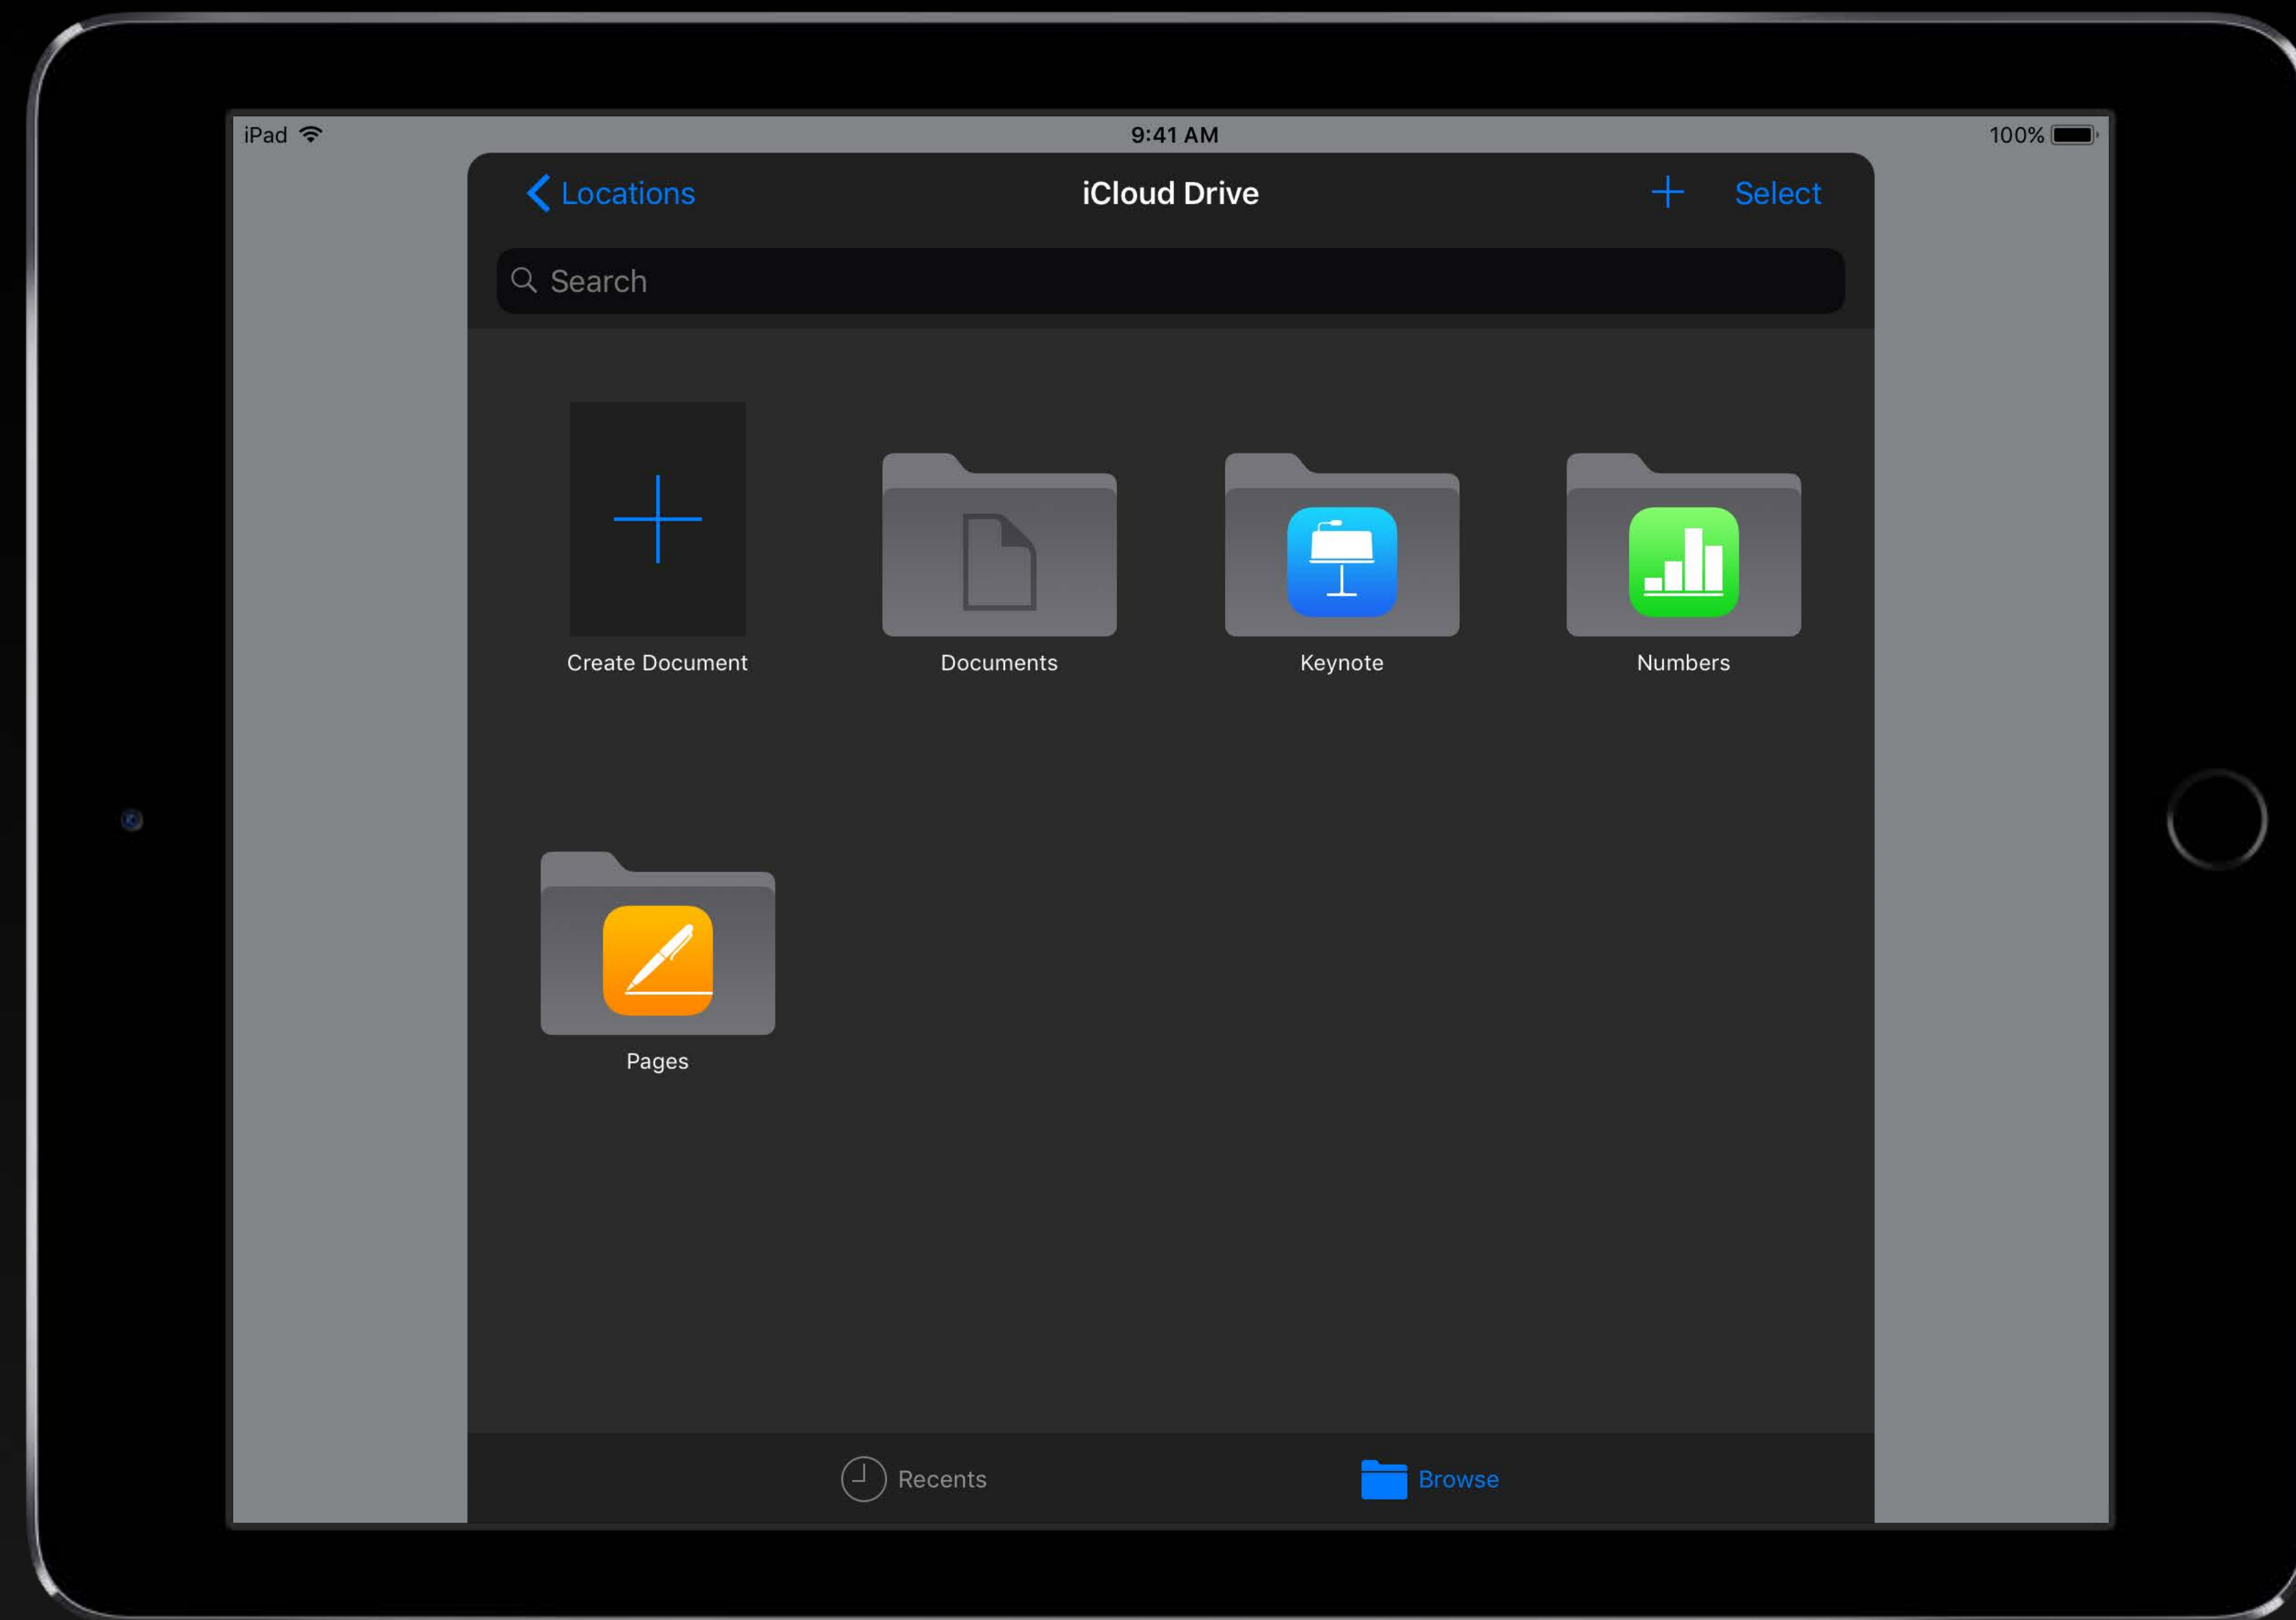 iPad
9:41 AM
100%
Locations
iCloud Drive
Select
Search
Create Document
Documents
Keynote
Numbers
Pages
Recents
Browse